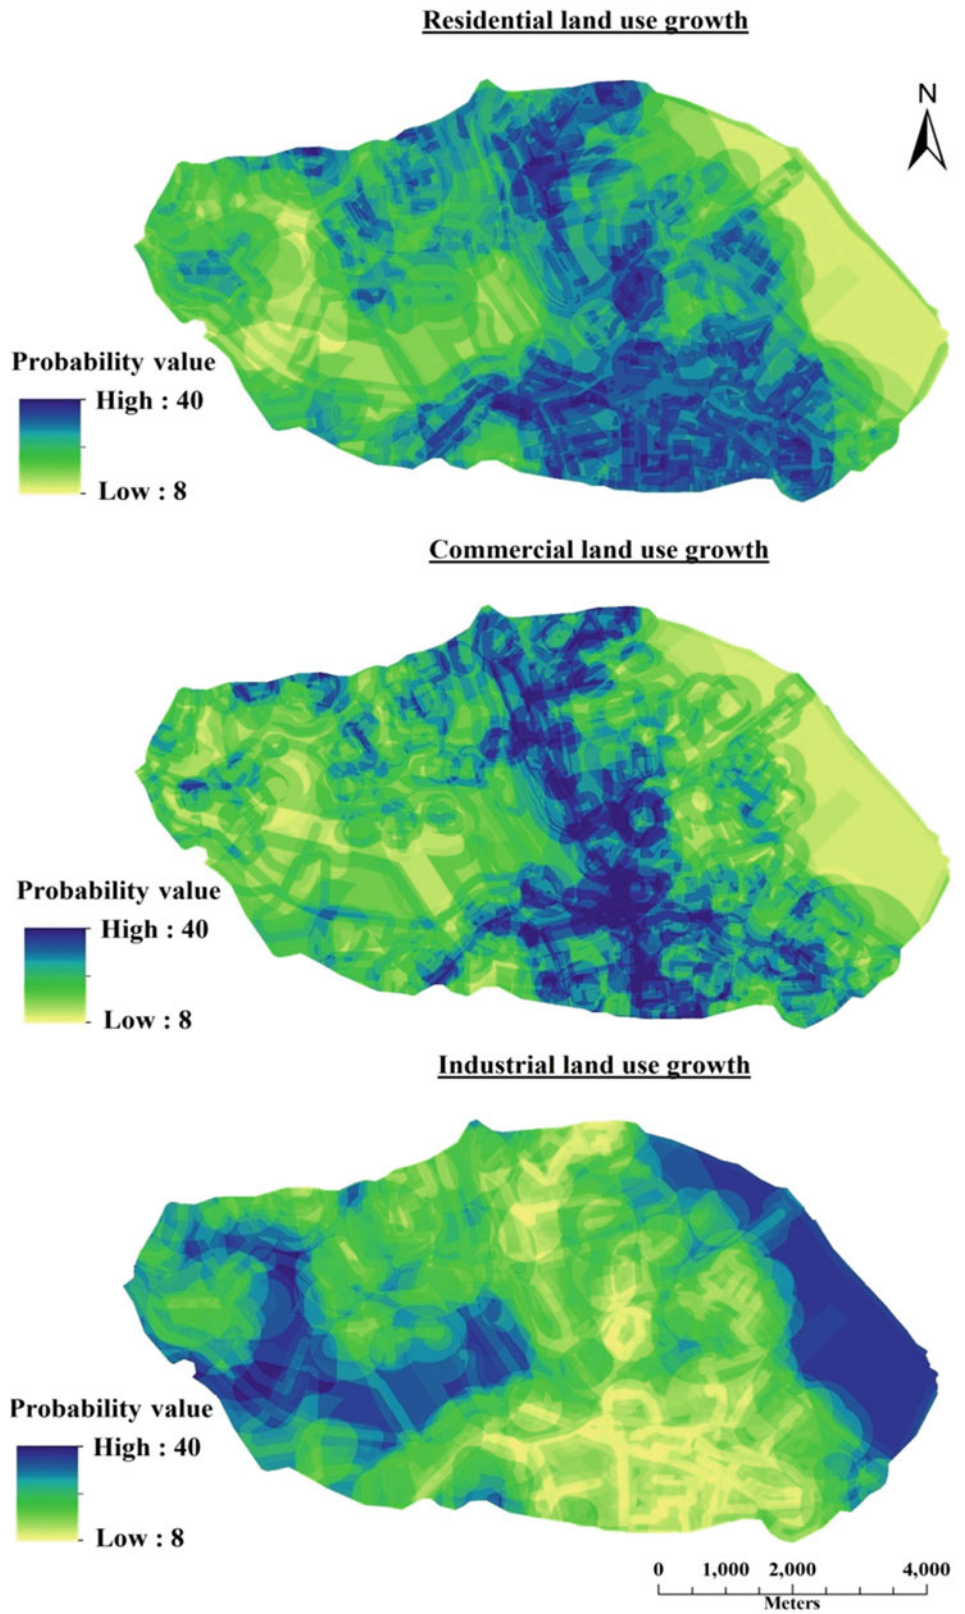 Residential land use growth
N
Probability value
High : 40
Low : 8
Commercial land use growth
Probability value
High : 40
Low : 8
Industrial land use growth
Probability value
High : 40
Low : 8
0 1,000 2,000 4,000
Meters